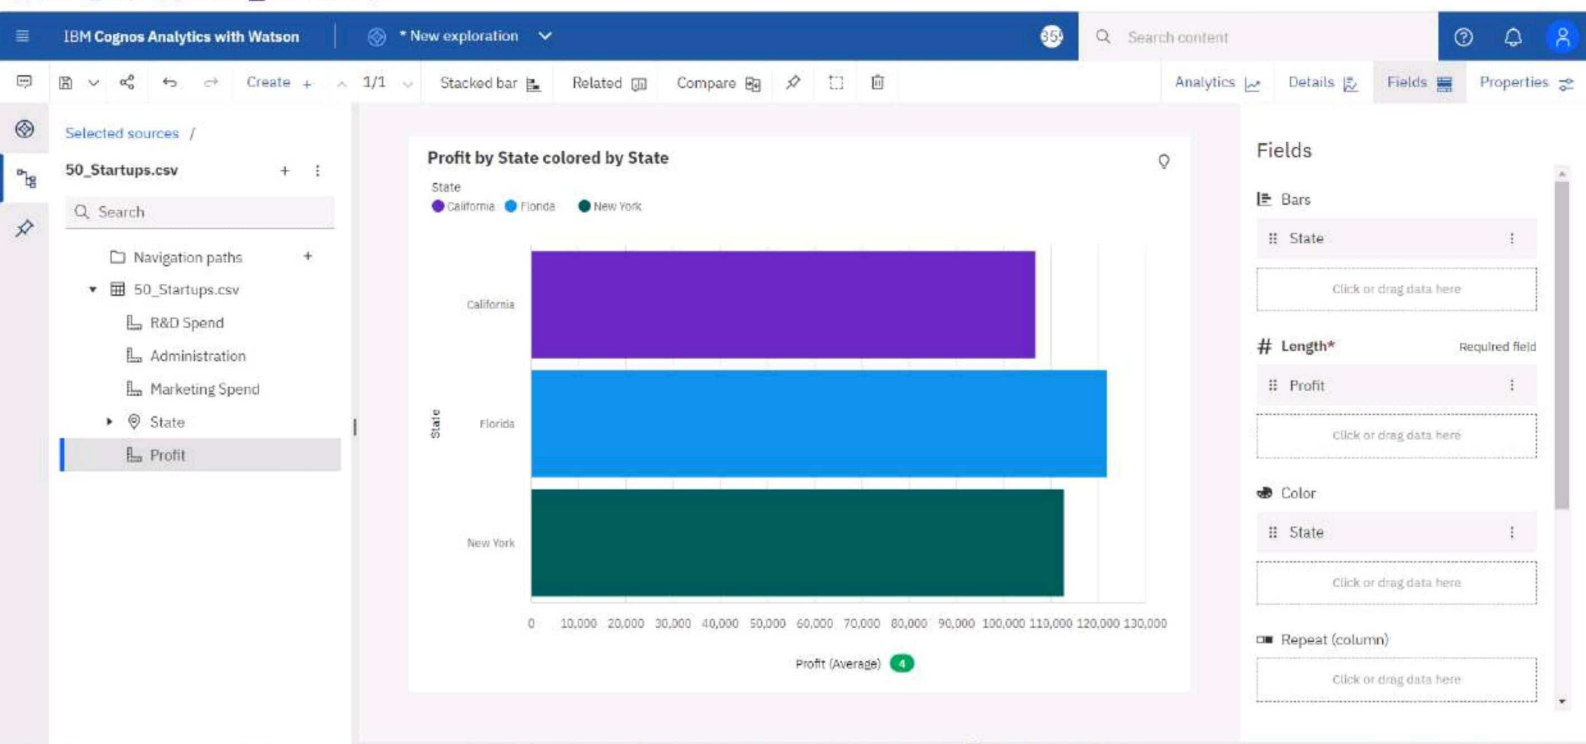 IBM Cognos Analytics with Watson
* New exploration
Search content
Create +
1/1
Stacked bar
Related
Compare
Analytics
Details
Fields
Properties
Selected sources /
50_Startups.csv
Search
Navigation paths
50_Startups.csv
R&D Spend
Administration
Marketing Spend
State
Profit
Profit by State colored by State
State
California
Florida
New York
California
Florida
New York
State
0 10,000 20,000 30,000 40,000 50,000 60,000 70,000 80,000 90,000 100,000 110,000 120,000 130,000
Profit (Average) 4
Fields
Bars
State
Click or drag data here
# Length* Required field
Profit
Click or drag data here
Color
State
Click or drag data here
Repeat (column)
Click or drag data here